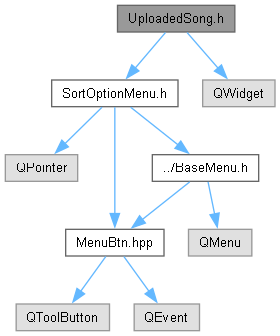 UploadedSong.h
SortOptionMenu.h
QWidget
QPointer
../BaseMenu.h
MenuBtn.hpp
QMenu
QToolButton
QEvent